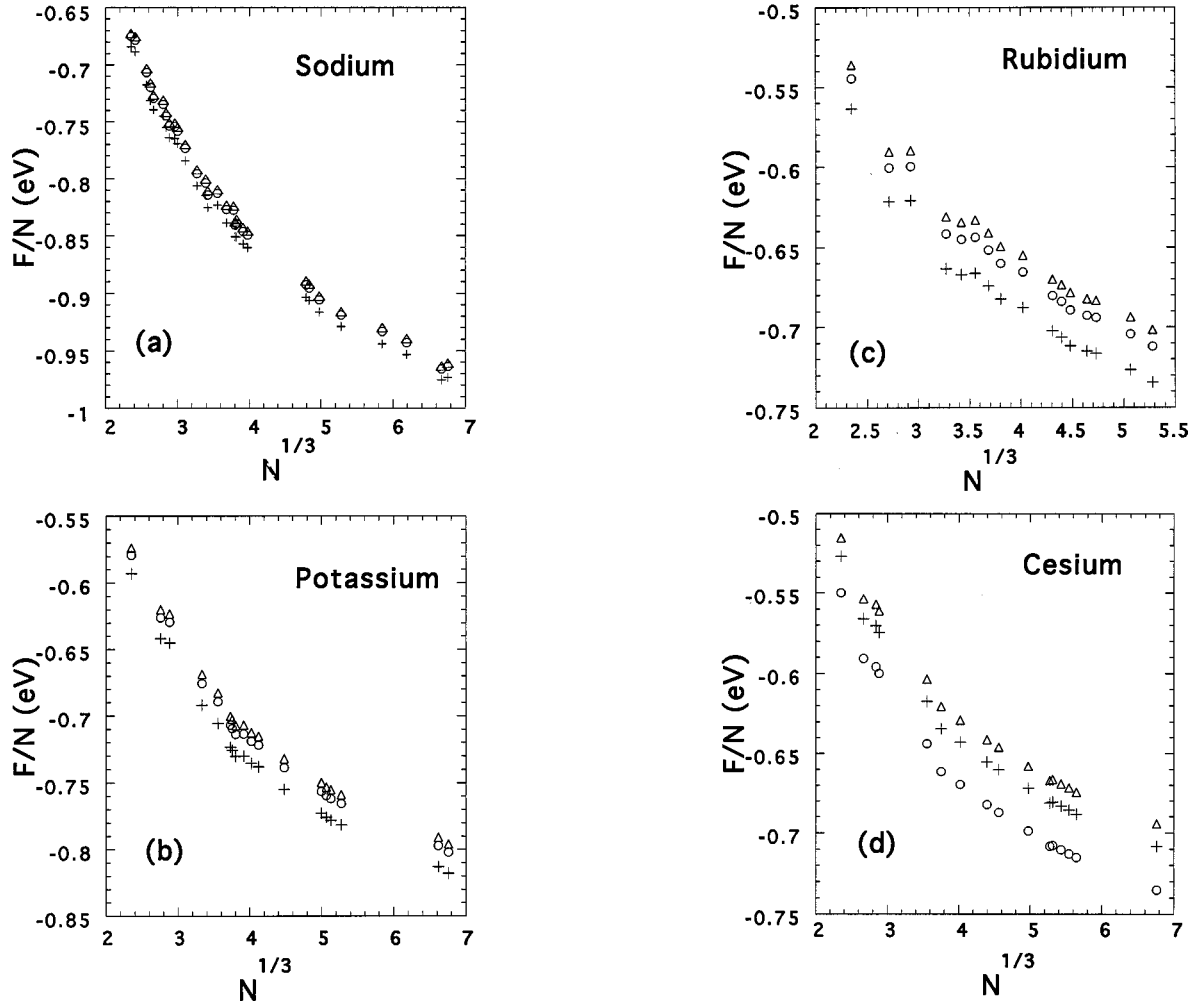 -0.65
-0.7
-0.75
-0.8
-0.85
-0.9
-0.95
-1
F/N (eV)
Sodium
(a)
2 3 4 5 6 7
N^1/3
-0.5
-0.55
-0.6
-0.65
-0.7
-0.75
F/N (eV)
Rubidium
(c)
2 2.5 3 3.5 4 4.5 5 5.5
N^1/3
-0.55
-0.6
-0.65
-0.7
-0.75
-0.8
-0.85
F/N (eV)
Potassium
(b)
2 3 4 5 6 7
N^1/3
-0.5
-0.55
-0.6
-0.65
-0.7
-0.75
F/N (eV)
Cesium
(d)
2 3 4 5 6 7
N^1/3